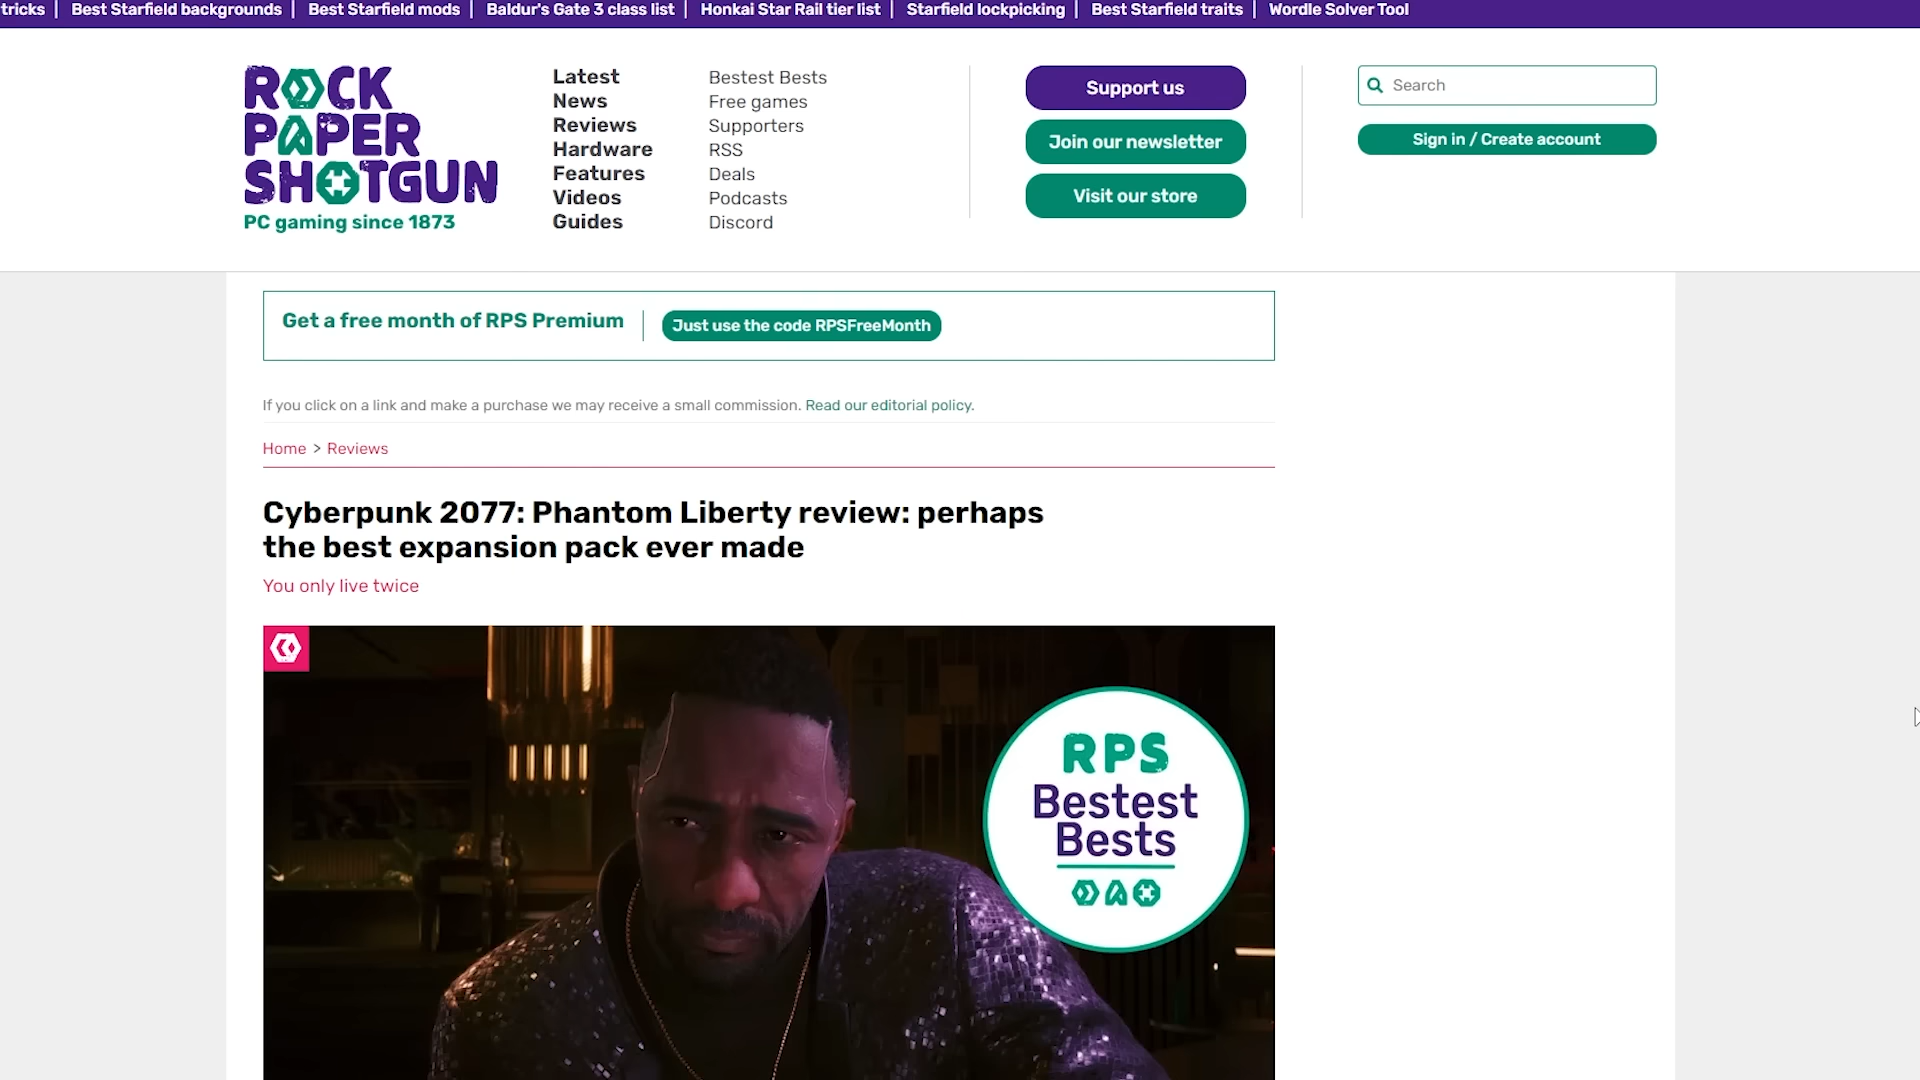 tricks | Best Starfield backgrounds | Best Starfield mods | Baldur's Gate 3 class list | Honkai Star Rail tier list | Starfield lockpicking | Best Starfield traits | Wordle Solver Tool
ROCK
PAPER
SHOTGUN
PC gaming since 1873
Latest
News
Reviews
Hardware
Features
Videos
Guides
Bestest Bests
Free games
Supporters
RSS
Deals
Podcasts
Discord
Support us
Join our newsletter
Visit our store
Search
Sign in / Create account
Get a free month of RPS Premium
Just use the code RPSFreeMonth
If you click on a link and make a purchase we may receive a small commission. Read our editorial policy.
Home > Reviews
Cyberpunk 2077: Phantom Liberty review: perhaps
the best expansion pack ever made
You only live twice
RPS
Bestest
Bests